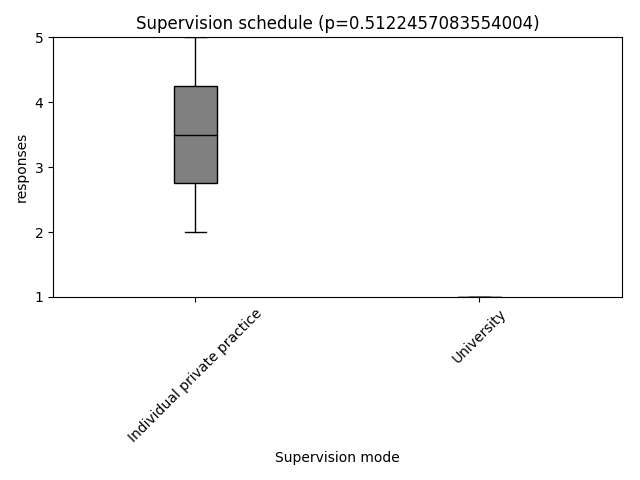 Supervision schedule (p=0.5122457083554004)
5
4
3
2
1
responses
Individual private practice
University
Supervision mode